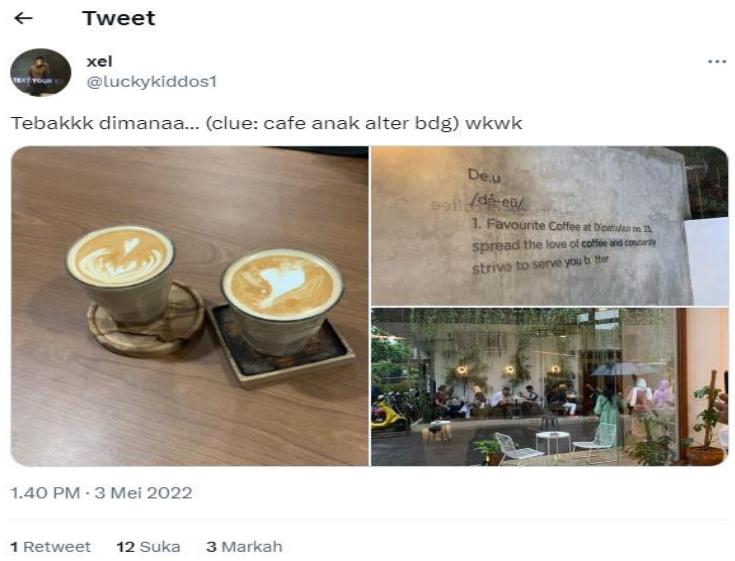 Tweet
xel
@luckykiddos1
Tebakkk dimanaa... (clue: cafe anak alter bdg) wkwk
De.u
/dé-eū/
1. Favourite Coffee at Dipatiukur no. 23,
spread the love of coffee and constantly
strive to serve you better
1.40 PM · 3 Mei 2022
1 Retweet 12 Suka 3 Markah